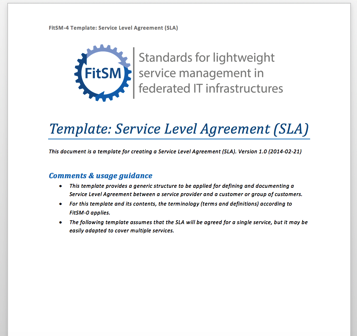 FitSM-4 Template: Service Level Agreement (SLA)
FitSM
Standards for lightweight
service management in
federated IT infrastructures
Template: Service Level Agreement (SLA)
This document is a template for creating a Service Level Agreement (SLA). Version 1.0 (2014-02-21)
Comments & usage guidance
• This template provides a generic structure to be applied for defining and documenting a
Service Level Agreement between a service provider and a customer or group of customers.
• For this template and its contents, the terminology (terms and definitions) according to
FitSM-0 applies.
• The following template assumes that the SLA will be agreed for a single service, but it may be
easily adapted to cover multiple services.